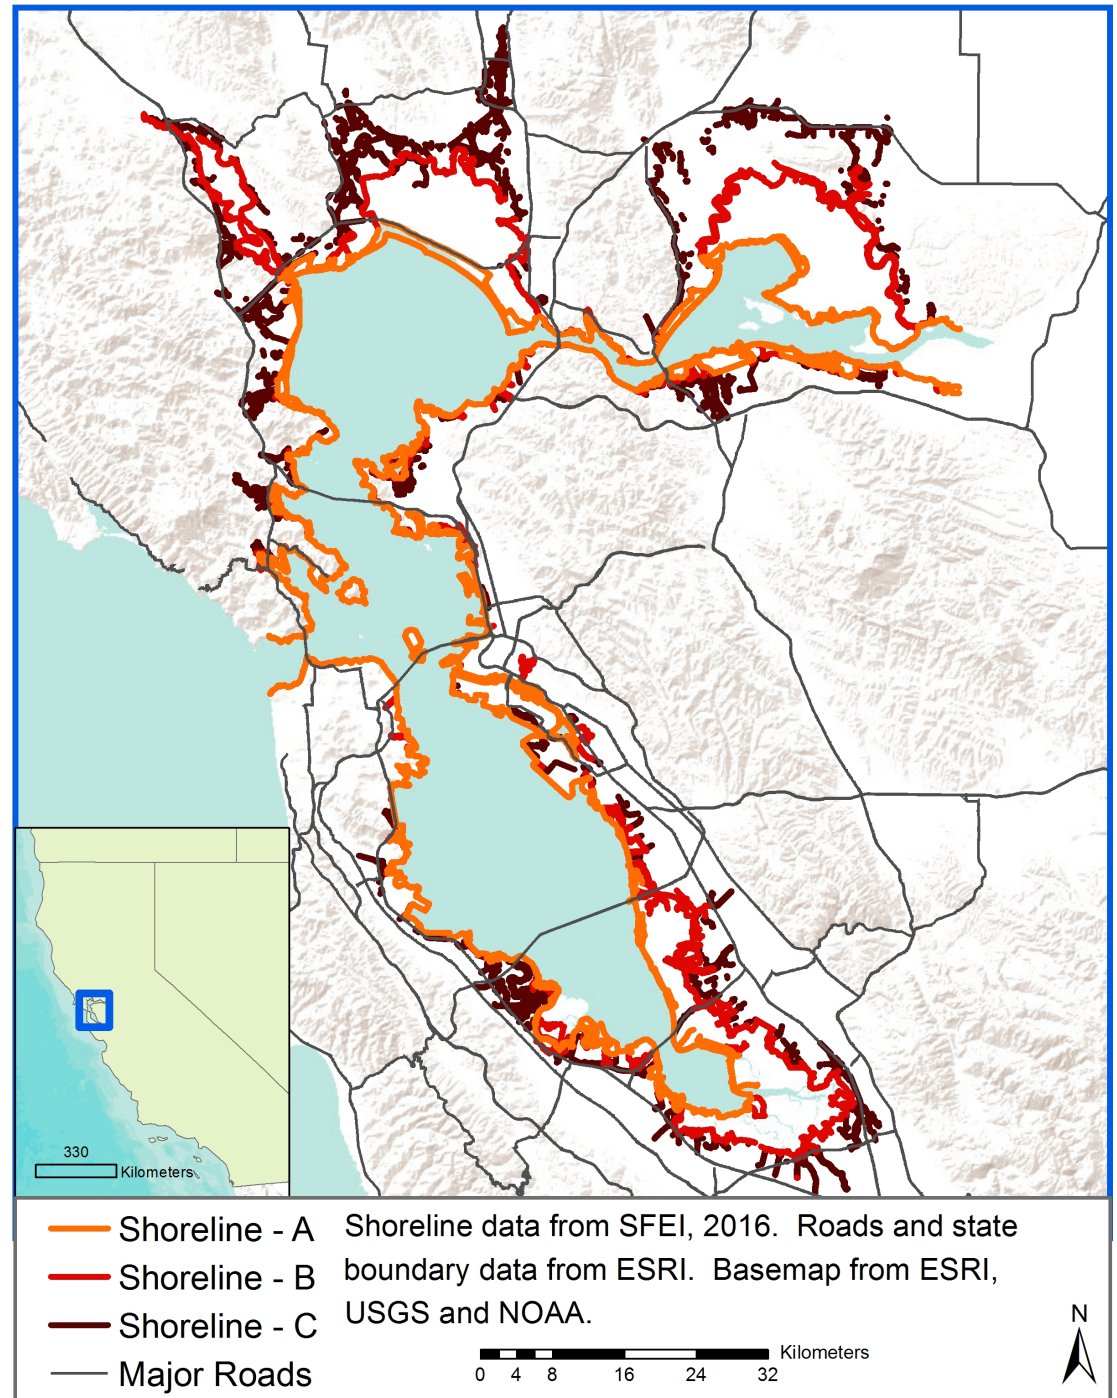 330
Kilometers
Shoreline - A
Shoreline - B
Shoreline - C
Major Roads
Shoreline data from SFEI, 2016. Roads and state
boundary data from ESRI. Basemap from ESRI,
USGS and NOAA.
Kilometers
0 4 8 16 24 32
N